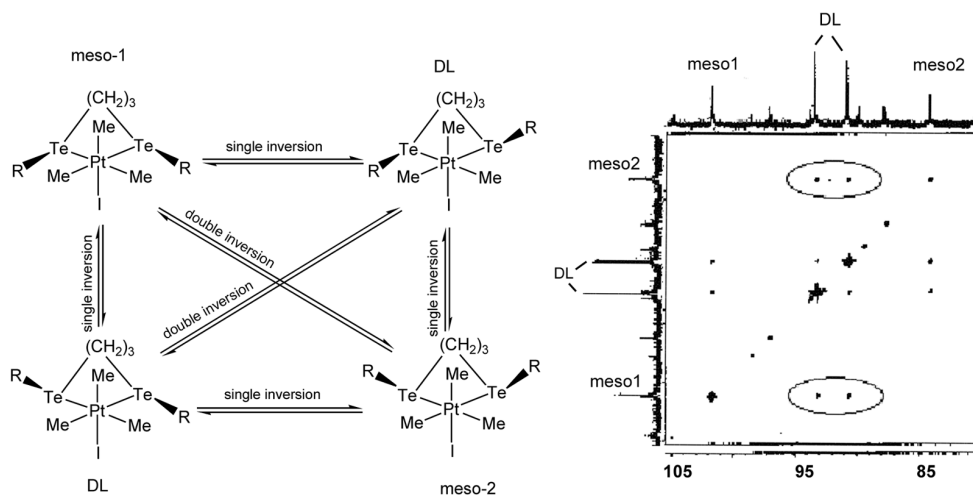 meso-1
DL
(CH₂)₃
Me
Te
Te
R
Pt
R
Me
Me
I
single inversion
(CH₂)₃
Me
R
Te
Te
R
Pt
Me
Me
I
single inversion
double inversion
double inversion
single inversion
(CH₂)₃
R
Me
Te
Te
Pt
R
Me
Me
I
single inversion
(CH₂)₃
R
R
Me
Te
Te
Pt
Me
Me
I
DL
meso-2
DL
meso1
meso2
meso2
DL
meso1
105
95
85